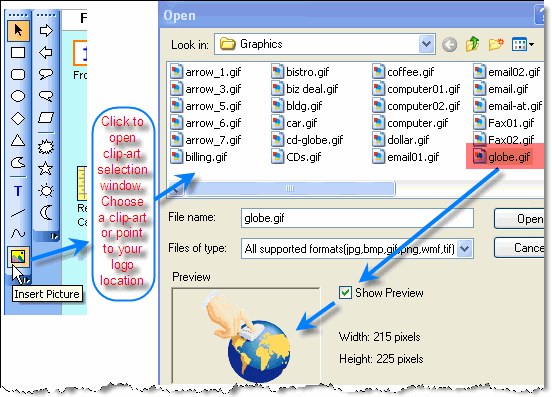 Open
Look in:
Graphics
arrow_1.gif
arrow_3.gif
arrow_5.gif
arrow_6.gif
arrow_7.gif
billing.gif
bistro.gif
biz deal.gif
bldg.gif
car.gif
cd-globe.gif
CDs.gif
coffee.gif
computer01.gif
computer02.gif
computer.gif
dollar.gif
email01.gif
email02.gif
email.gif
email-at.gif
Fax01.gif
Fax02.gif
globe.gif
File name:
globe.gif
Open
Files of type:
All supported formats(jpg,bmp,gif,png,wmf,tif)
Cance
Preview
Show Preview
Width: 215 pixels
Height: 225 pixels
Click to
open
clip-art
selection
window.
Choose
a clip-art
or point
to your
logo
location
F
1
Fro
T
Re
Ca
Insert Picture